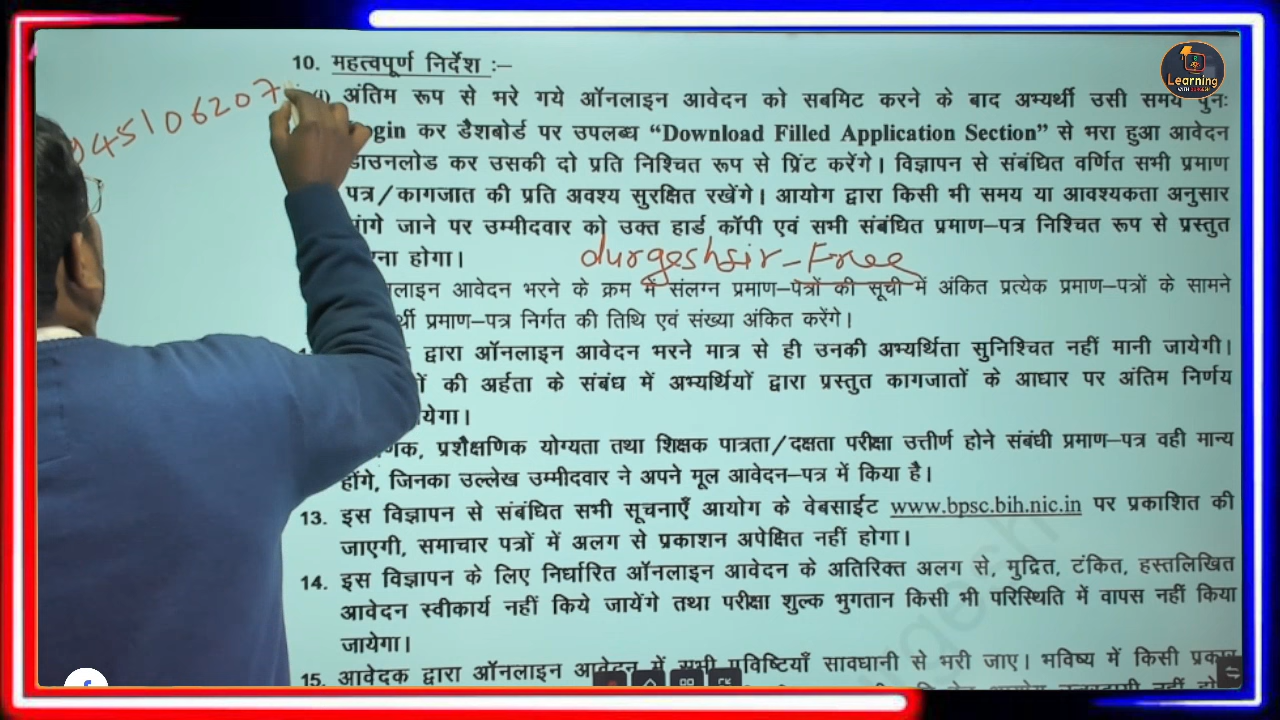 10. महत्वपूर्ण निर्देश :–
Learning
945106207
अंतिम रूप से भरे गये ऑनलाइन आवेदन को सबमिट करने के बाद अभ्यर्थी उसी समय पुनः
कर डैशबोर्ड पर उपलब्ध “Download Filled Application Section” से भरा हुआ आवेदन
कर उसकी दो प्रति निश्चित रूप से प्रिंट करेंगे। विज्ञापन से संबंधित वर्णित सभी प्रमाण
पत्र/कागजात की प्रति अवश्य सुरक्षित रखेंगे। आयोग द्वारा किसी भी समय या आवश्यकता अनुसार
जाने पर उम्मीदवार को उक्त हार्ड कॉपी एवं सभी संबंधित प्रमाण–पत्र निश्चित रूप से प्रस्तुत
होगा।
durgeshsir-Free
आवेदन भरने के क्रम में संलग्न प्रमाण–पत्रों की सूची में अंकित प्रत्येक प्रमाण–पत्रों के सामने
प्रमाण–पत्र निर्गत की तिथि एवं संख्या अंकित करेंगे।
द्वारा ऑनलाइन आवेदन भरने मात्र से ही उनकी अभ्यर्थिता सुनिश्चित नहीं मानी जायेगी।
की अर्हता के संबंध में अभ्यर्थियों द्वारा प्रस्तुत कागजातों के आधार पर अंतिम निर्णय
प्रशैक्षणिक योग्यता तथा शिक्षक पात्रता/दक्षता परीक्षा उत्तीर्ण होने संबंधी प्रमाण–पत्र वही मान्य
होंगे, जिनका उल्लेख उम्मीदवार ने अपने मूल आवेदन–पत्र में किया है।
13. इस विज्ञापन से संबंधित सभी सूचनाएँ आयोग के वेबसाईट www.bpsc.bih.nic.in पर प्रकाशित की
जाएगी, समाचार पत्रों में अलग से प्रकाशन अपेक्षित नहीं होगा।
14. इस विज्ञापन के लिए निर्धारित ऑनलाइन आवेदन के अतिरिक्त अलग से, मुद्रित, टंकित, हस्तलिखित
आवेदन स्वीकार्य नहीं किये जायेंगे तथा परीक्षा शुल्क भुगतान किसी भी परिस्थिति में वापस नहीं किया
जायेगा।
15. आवेदक द्वारा ऑनलाइन आवेदन में सभी प्रविष्टियाँ सावधानी से भरी जाए। भविष्य में किसी प्रकार